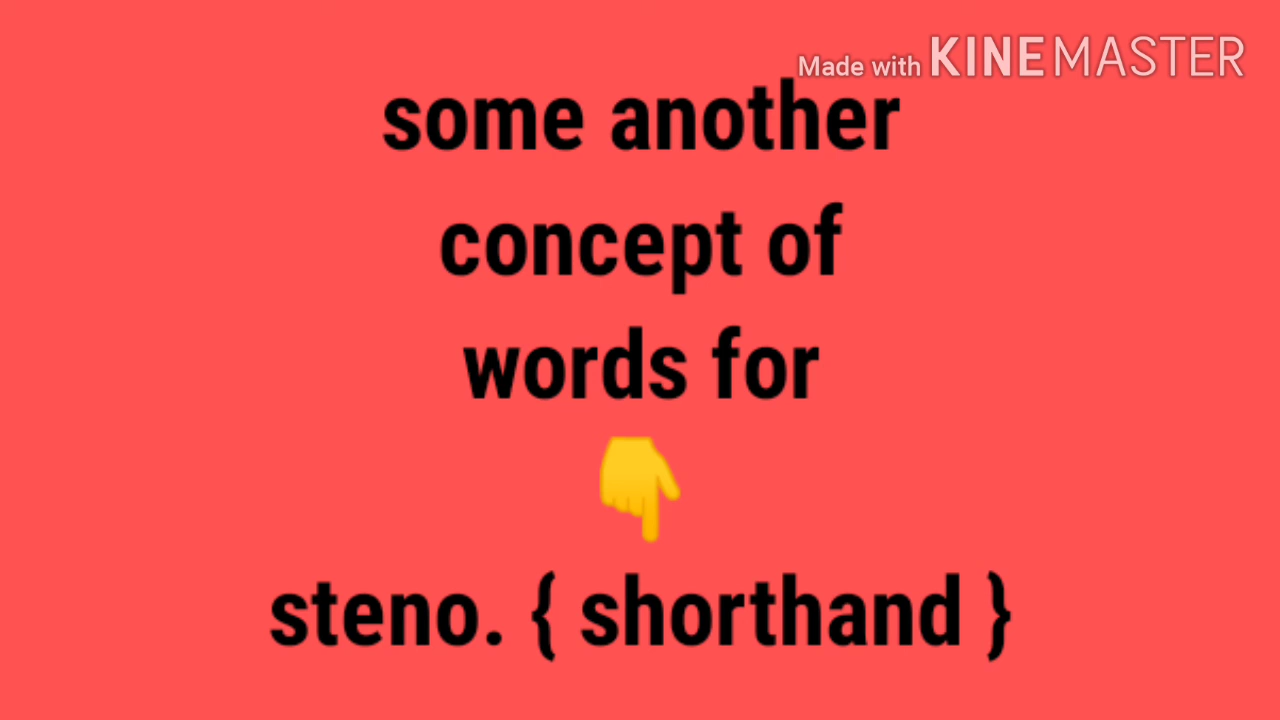 Made with KINEMASTER
some another
concept of
words for
👇
steno. { shorthand }